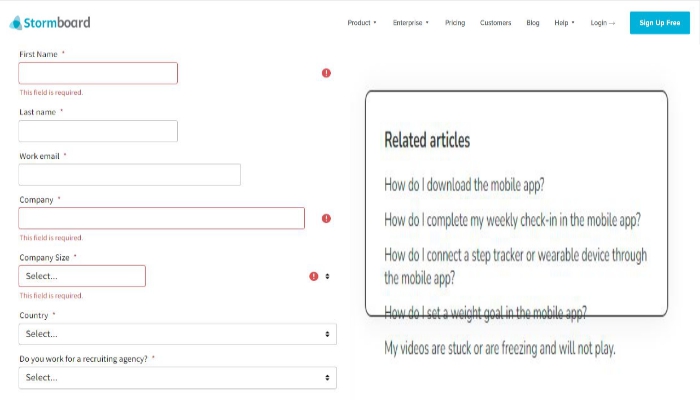 Stormboard
Product
Enterprise
Pricing
Customers
Blog
Help
Login →
Sign Up Free
First Name *
This field is required.
Last name *
Work email *
Company *
This field is required.
Company Size *
Select...
This field is required.
Country *
Select...
Do you work for a recruiting agency? *
Select...
Related articles
How do I download the mobile app?
How do I complete my weekly check-in in the mobile app?
How do I connect a step tracker or wearable device through
the mobile app?
How do I set a weight goal in the mobile app?
My videos are stuck or are freezing and will not play.